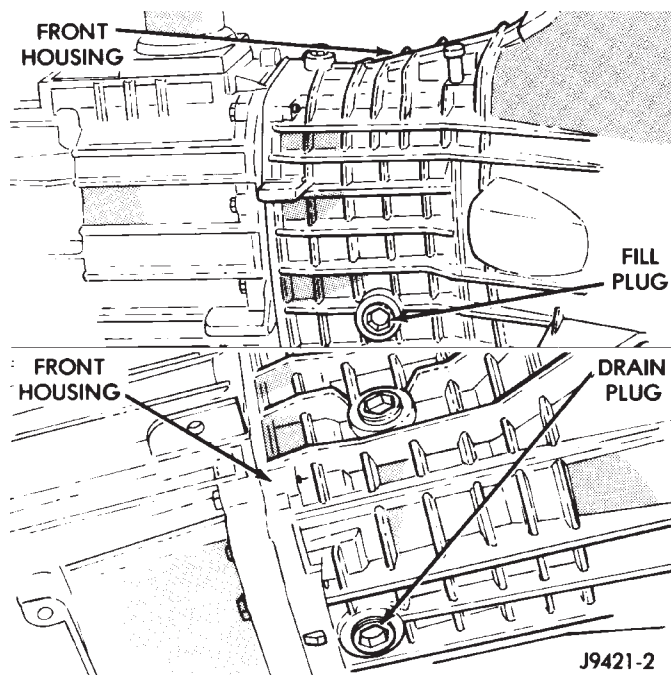 FRONT
HOUSING
FILL
PLUG
FRONT
HOUSING
DRAIN
PLUG
J9421-2